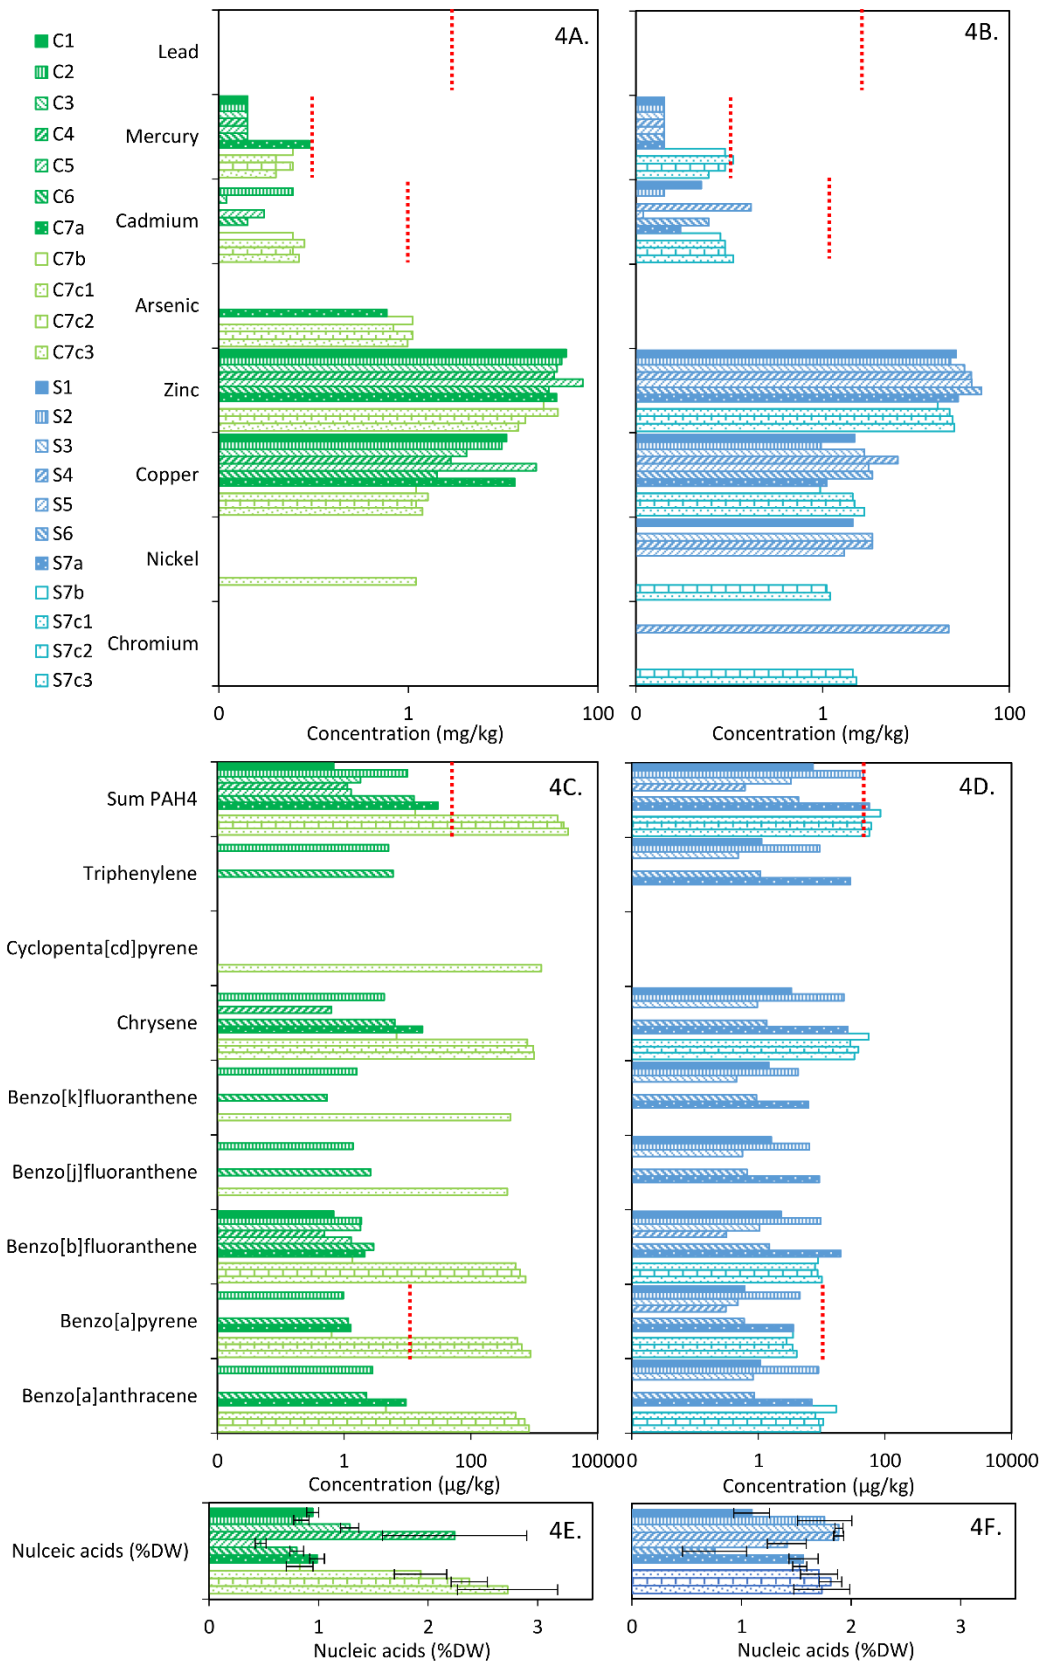 4A.
4B.
C1
C2
C3
C4
C5
C6
C7a
C7b
C7c1
C7c2
C7c3
S1
S2
S3
S4
S5
S6
S7a
S7b
S7c1
S7c2
S7c3
Lead
Mercury
Cadmium
Arsenic
Zinc
Copper
Nickel
Chromium
0 1 100
Concentration (mg/kg)
0 1 100
Concentration (mg/kg)
4C.
4D.
Sum PAH4
Triphenylene
Cyclopenta[cd]pyrene
Chrysene
Benzo[k]fluoranthene
Benzo[j]fluoranthene
Benzo[b]fluoranthene
Benzo[a]pyrene
Benzo[a]anthracene
0 1 100 10000
Concentration (µg/kg)
0 1 100 10000
Concentration (µg/kg)
4E.
4F.
Nulceic acids (%DW)
0 1 2 3
Nucleic acids (%DW)
0 1 2 3
Nucleic acids (%DW)